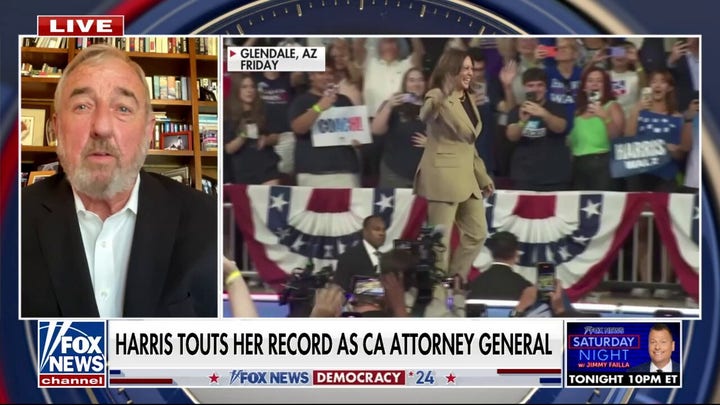 LIVE
GLENDALE, AZ
FRIDAY
COACH!
HARRIS
WALZ
FOX
NEWS
channel
HARRIS TOUTS HER RECORD AS CA ATTORNEY GENERAL
FOX NEWS DEMOCRACY '24
FOX NEWS
SATURDAY
NIGHT
W/ JIMMY FAILLA
TONIGHT 10PM ET